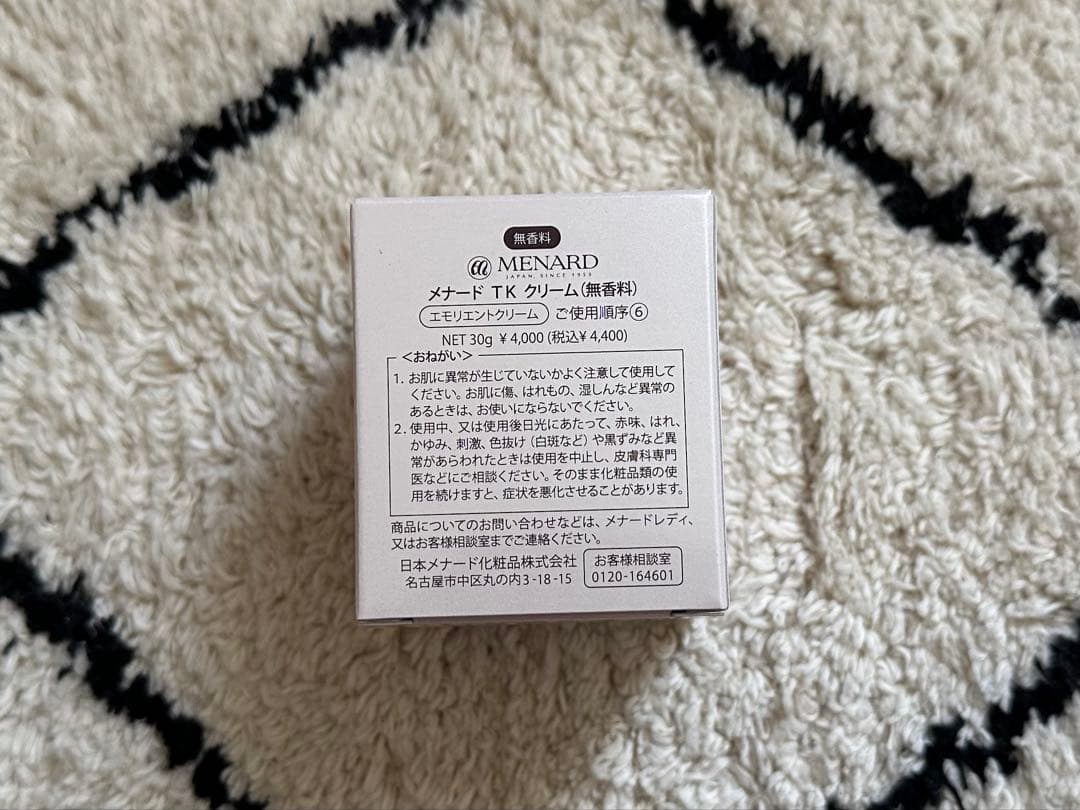 無香料
MENARD
JAPAN, SINCE 1959
メナード TK クリーム(無香料)
エモリエントクリーム ご使用順序⑥
NET 30g ¥4,000 (税込¥4,400)
<おねがい>
1. お肌に異常が生じていないかよく注意して使用して
ください。お肌に傷、はれもの、湿しんなど異常の
あるときは、お使いにならないでください。
2. 使用中、又は使用後日光にあたって、赤味、はれ、
かゆみ、刺激、色抜け(白斑など)や黒ずみなど異
常があらわれたときは使用を中止し、皮膚科専門
医などにご相談ください。そのまま化粧品類の使
用を続けますと、症状を悪化させることがあります。
商品についてのお問い合わせなどは、メナードレディ、
又はお客様相談室までご連絡ください。
日本メナード化粧品株式会社
名古屋市中区丸の内3-18-15
お客様相談室
0120-164601